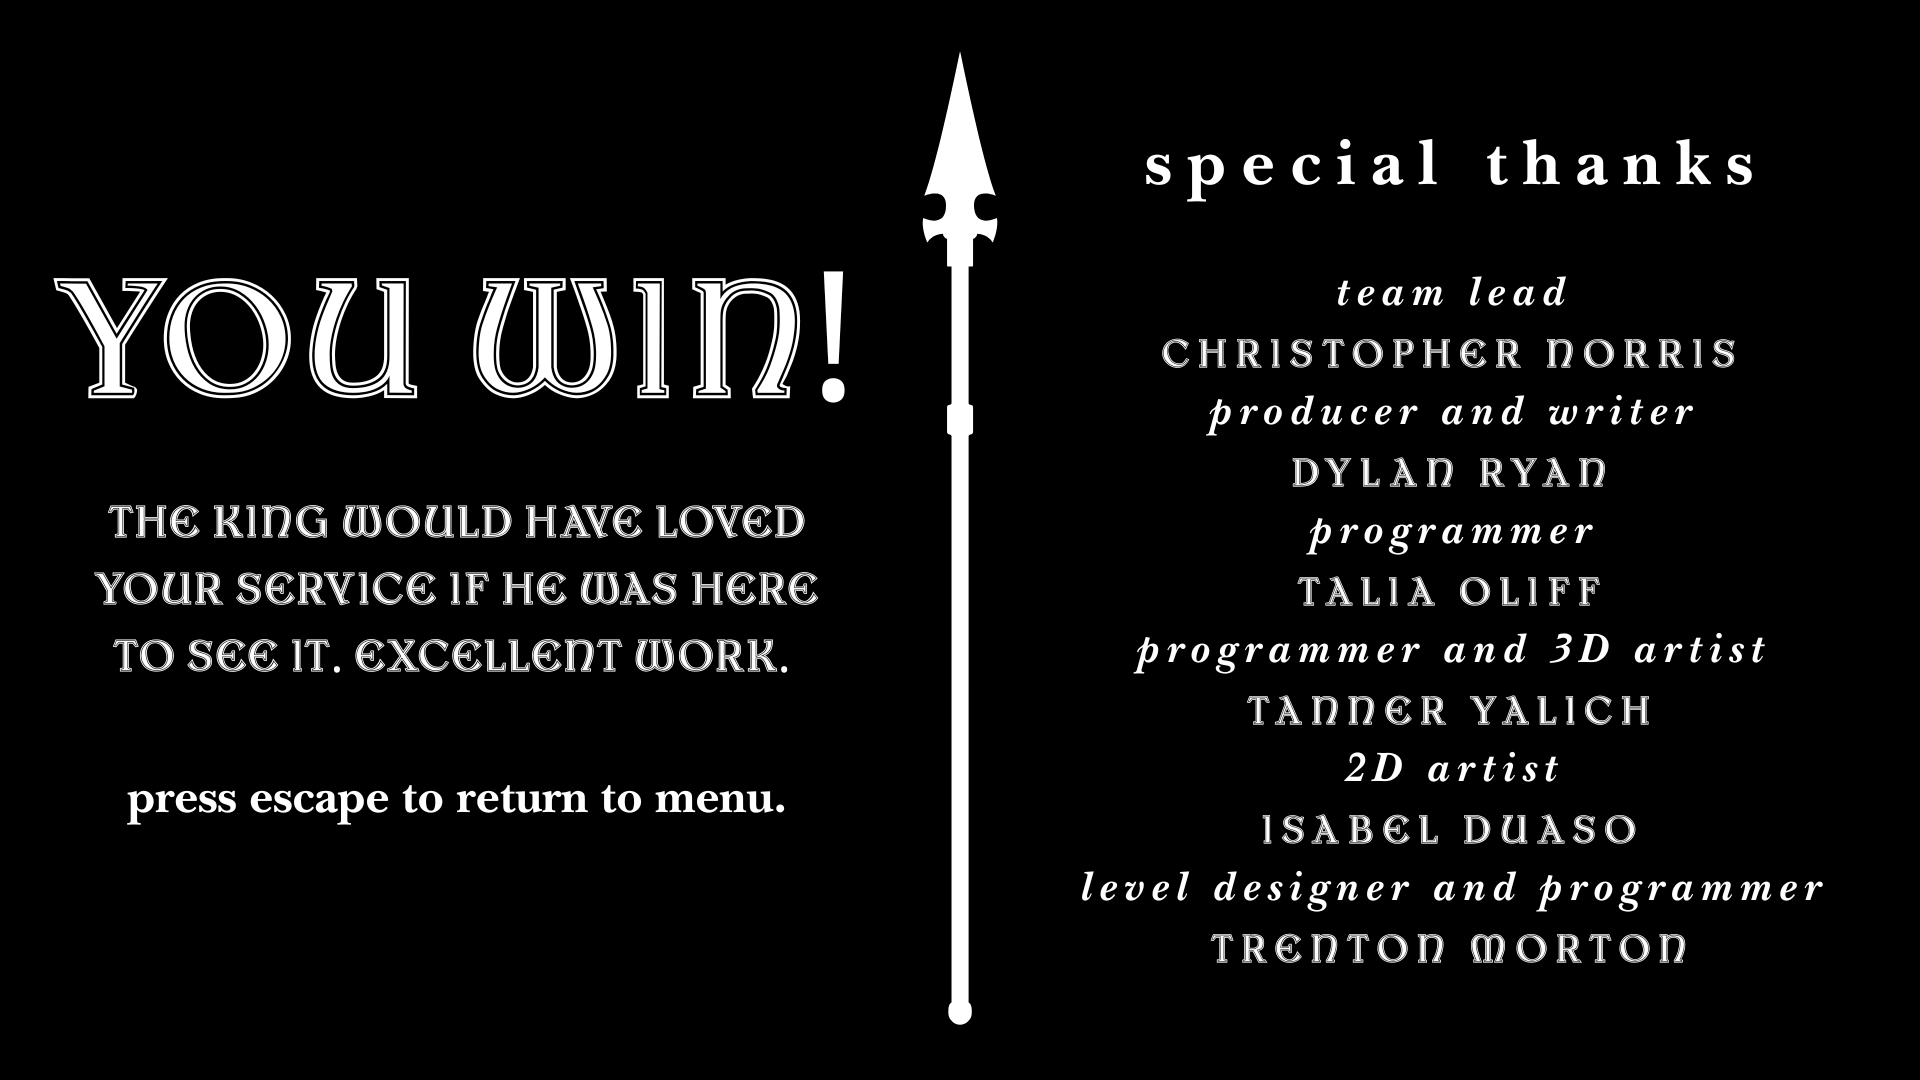 YOU WIN!
THE KING WOULD HAVE LOVED
YOUR SERVICE IF HE WAS HERE
TO SEE IT. EXCELLENT WORK.
press escape to return to menu.
special thanks
team lead
CHRISTOPHER NORRIS
producer and writer
DYLAN RYAN
programmer
TALIA OLIFF
programmer and 3D artist
TANNER YALICH
2D artist
ISABEL DUASO
level designer and programmer
TRENTON MORTON